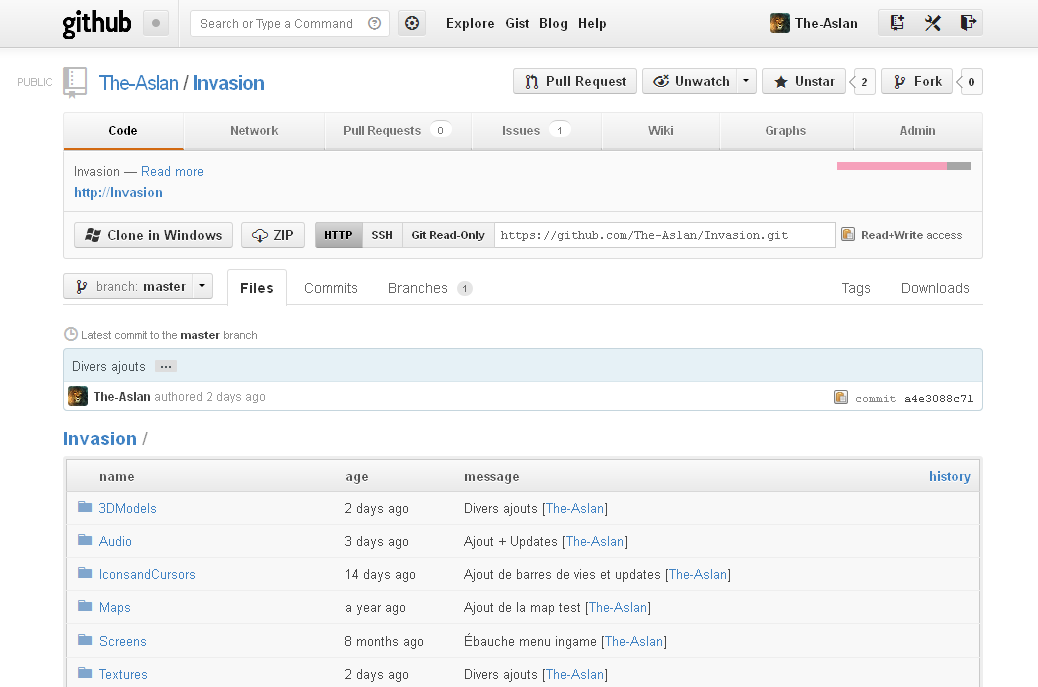 github Search or Type a Command Explore Gist Blog Help The-Aslan
PUBLIC The-Aslan / Invasion Pull Request Unwatch Unstar 2 Fork 0
Code Network Pull Requests 0 Issues 1 Wiki Graphs Admin
Invasion — Read more
http://Invasion
Clone in Windows ZIP HTTP SSH Git Read-Only https://github.com/The-Aslan/Invasion.git Read+Write access
branch: master Files Commits Branches 1 Tags Downloads
Latest commit to the master branch
Divers ajouts ...
The-Aslan authored 2 days ago commit a4e3088c71
Invasion /
name age message history
3DModels 2 days ago Divers ajouts [The-Aslan]
Audio 3 days ago Ajout + Updates [The-Aslan]
IconsandCursors 14 days ago Ajout de barres de vies et updates [The-Aslan]
Maps a year ago Ajout de la map test [The-Aslan]
Screens 8 months ago Ébauche menu ingame [The-Aslan]
Textures 2 days ago Divers ajouts [The-Aslan]